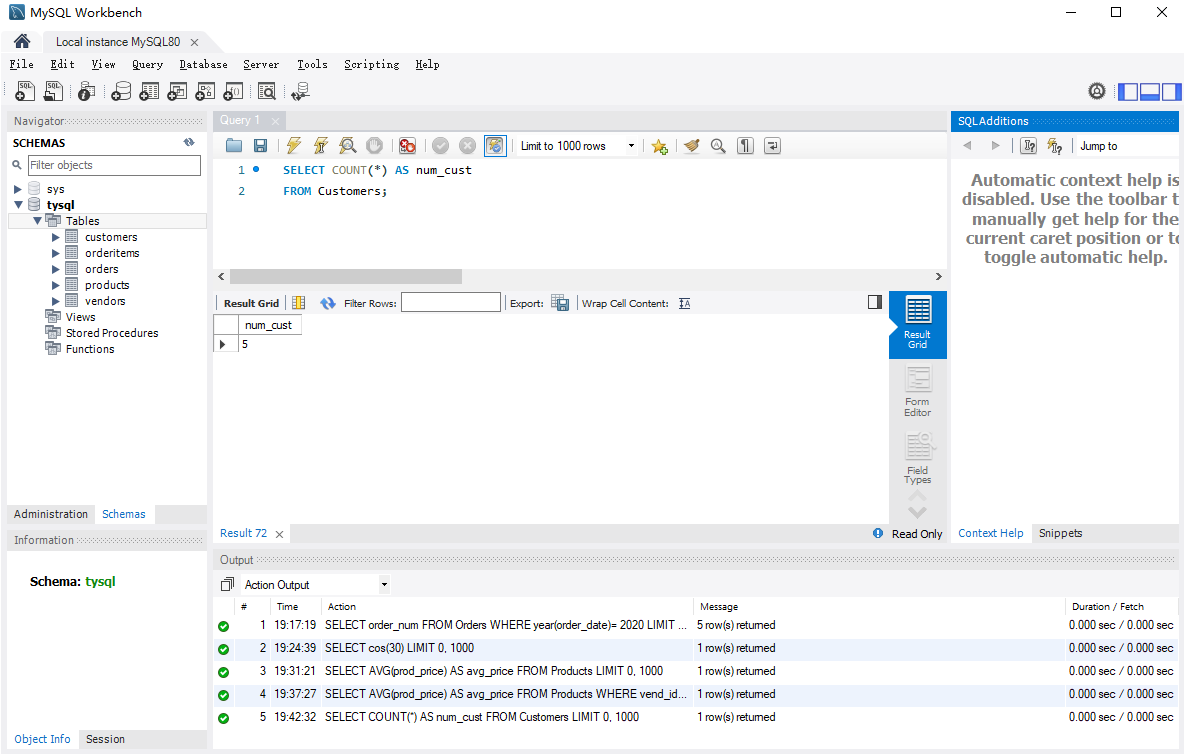 MySQL Workbench
Local instance MySQL80
File Edit View Query Database Server Tools Scripting Help
Navigator
SCHEMAS
Filter objects
sys
tysql
Tables
customers
orderitems
orders
products
vendors
Views
Stored Procedures
Functions
Administration Schemas
Information
Schema: tysql
Object Info Session
Query 1
Limit to 1000 rows
1 SELECT COUNT(*) AS num_cust
2 FROM Customers;
Result Grid Filter Rows: Export: Wrap Cell Content: IA
num_cust
5
Result Grid
Form Editor
Field Types
Result 72
Read Only
SQLAdditions
Jump to
Automatic context help is
disabled. Use the toolbar t
manually get help for the
current caret position or to
toggle automatic help.
Context Help Snippets
Output
Action Output
# Time Action Message Duration / Fetch
1 19:17:19 SELECT order_num FROM Orders WHERE year(order_date)= 2020 LIMIT ... 5 row(s) returned 0.000 sec / 0.000 sec
2 19:24:39 SELECT cos(30) LIMIT 0, 1000 1 row(s) returned 0.000 sec / 0.000 sec
3 19:31:21 SELECT AVG(prod_price) AS avg_price FROM Products LIMIT 0, 1000 1 row(s) returned 0.000 sec / 0.000 sec
4 19:37:27 SELECT AVG(prod_price) AS avg_price FROM Products WHERE vend_id... 1 row(s) returned 0.000 sec / 0.000 sec
5 19:42:32 SELECT COUNT(*) AS num_cust FROM Customers LIMIT 0, 1000 1 row(s) returned 0.000 sec / 0.000 sec